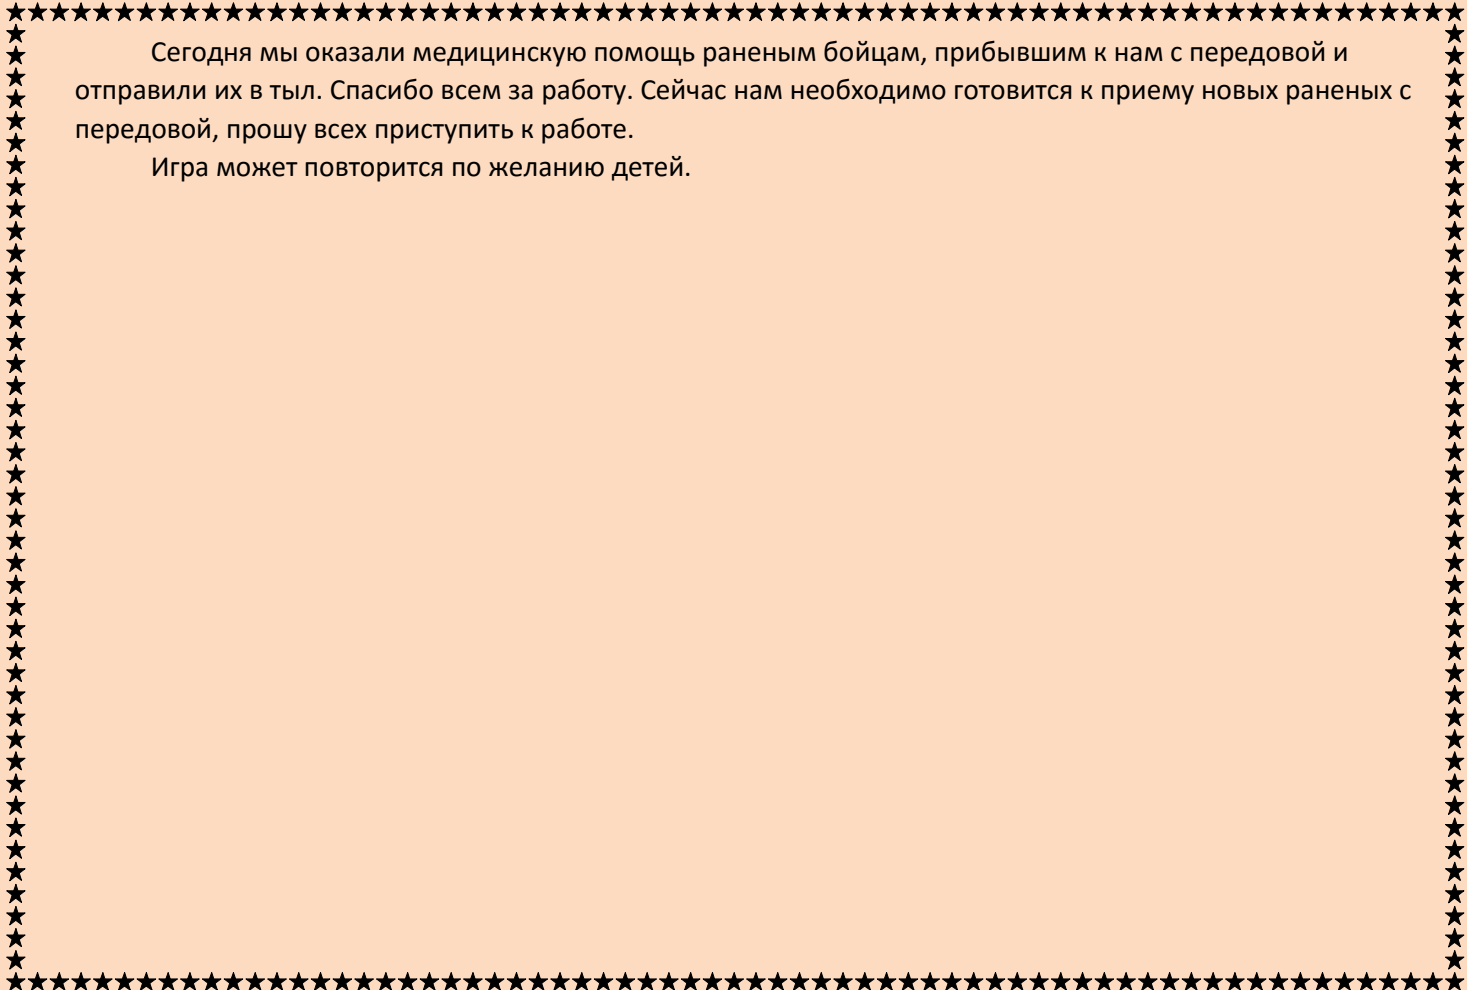 Сегодня мы оказали медицинскую помощь раненым бойцам, прибывшим к нам с передовой и
отправили их в тыл. Спасибо всем за работу. Сейчас нам необходимо готовится к приему новых раненых с
передовой, прошу всех приступить к работе.
Игра может повторится по желанию детей.